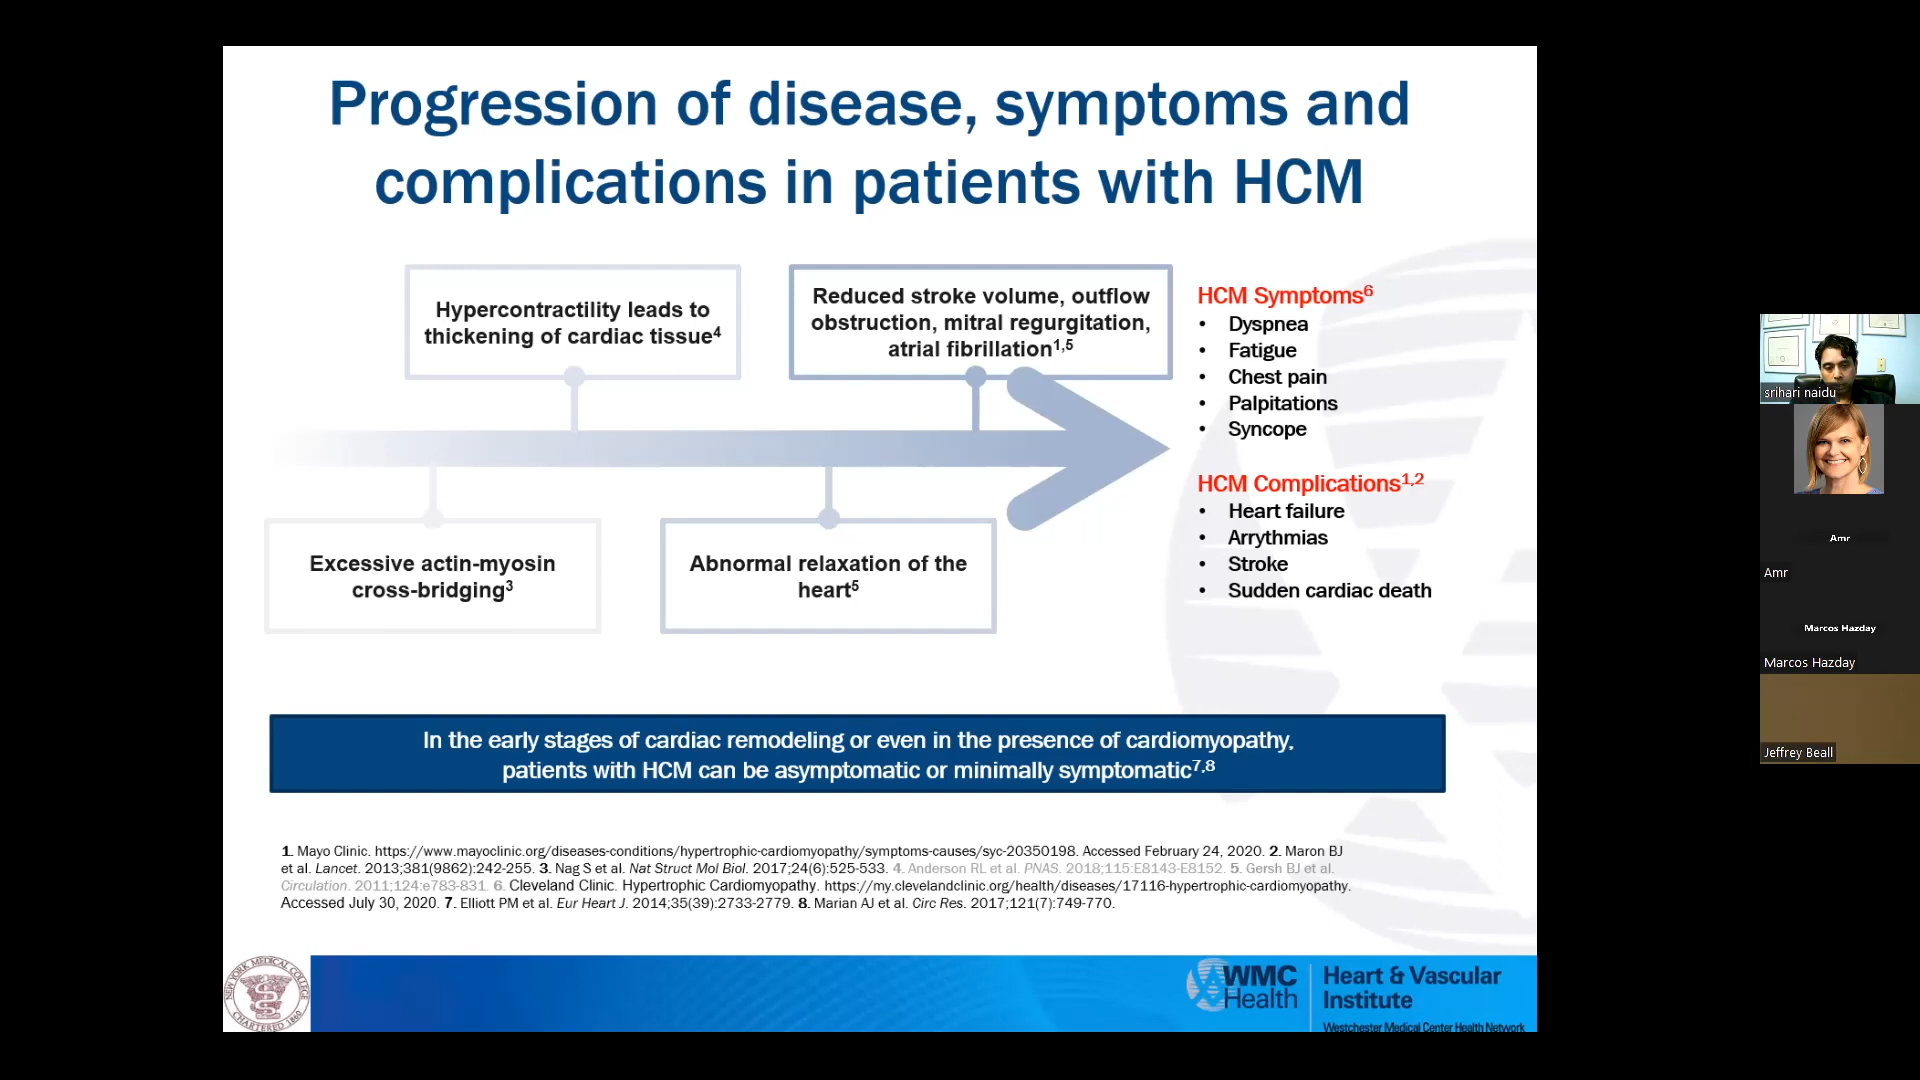 Progression of disease, symptoms and
complications in patients with HCM
Hypercontractility leads to
thickening of cardiac tissue4
Reduced stroke volume, outflow
obstruction, mitral regurgitation,
atrial fibrillation1,5
Excessive actin-myosin
cross-bridging3
Abnormal relaxation of the
heart5
HCM Symptoms6
• Dyspnea
• Fatigue
• Chest pain
• Palpitations
• Syncope
HCM Complications1,2
• Heart failure
• Arrythmias
• Stroke
• Sudden cardiac death
In the early stages of cardiac remodeling or even in the presence of cardiomyopathy,
patients with HCM can be asymptomatic or minimally symptomatic7,8
1. Mayo Clinic. https://www.mayoclinic.org/diseases-conditions/hypertrophic-cardiomyopathy/symptoms-causes/syc-20350198. Accessed February 24, 2020. 2. Maron BJ
et al. Lancet. 2013;381(9862):242-255. 3. Nag S et al. Nat Struct Mol Biol. 2017;24(6):525-533. 4. Anderson RL et al. PNAS. 2018;115:E8143-E8152. 5. Gersh BJ et al.
Circulation. 2011;124:e783-831. 6. Cleveland Clinic. Hypertrophic Cardiomyopathy. https://my.clevelandclinic.org/health/diseases/17116-hypertrophic-cardiomyopathy.
Accessed July 30, 2020. 7. Elliott PM et al. Eur Heart J. 2014;35(39):2733-2779. 8. Marian AJ et al. Circ Res. 2017;121(7):749-770.
NEW YORK MEDICAL COLLEGE
CHARTERED 1860
WMC
Health
Heart & Vascular
Institute
Westchester Medical Center Health Network
srihari naidu
Amr
Amr
Marcos Hazday
Marcos Hazday
Jeffrey Beall